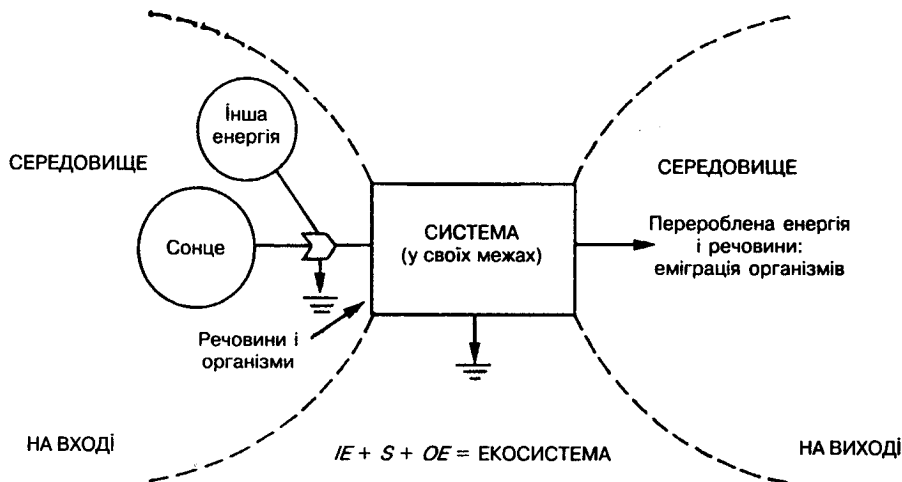 Інша
енергія
СЕРЕДОВИЩЕ
Сонце
Речовини і
організми
НА ВХОДІ
СИСТЕМА
(у своїх межах)
IE + S + OE = ЕКОСИСТЕМА
СЕРЕДОВИЩЕ
Перероблена енергія
і речовини:
еміграція організмів
НА ВИХОДІ